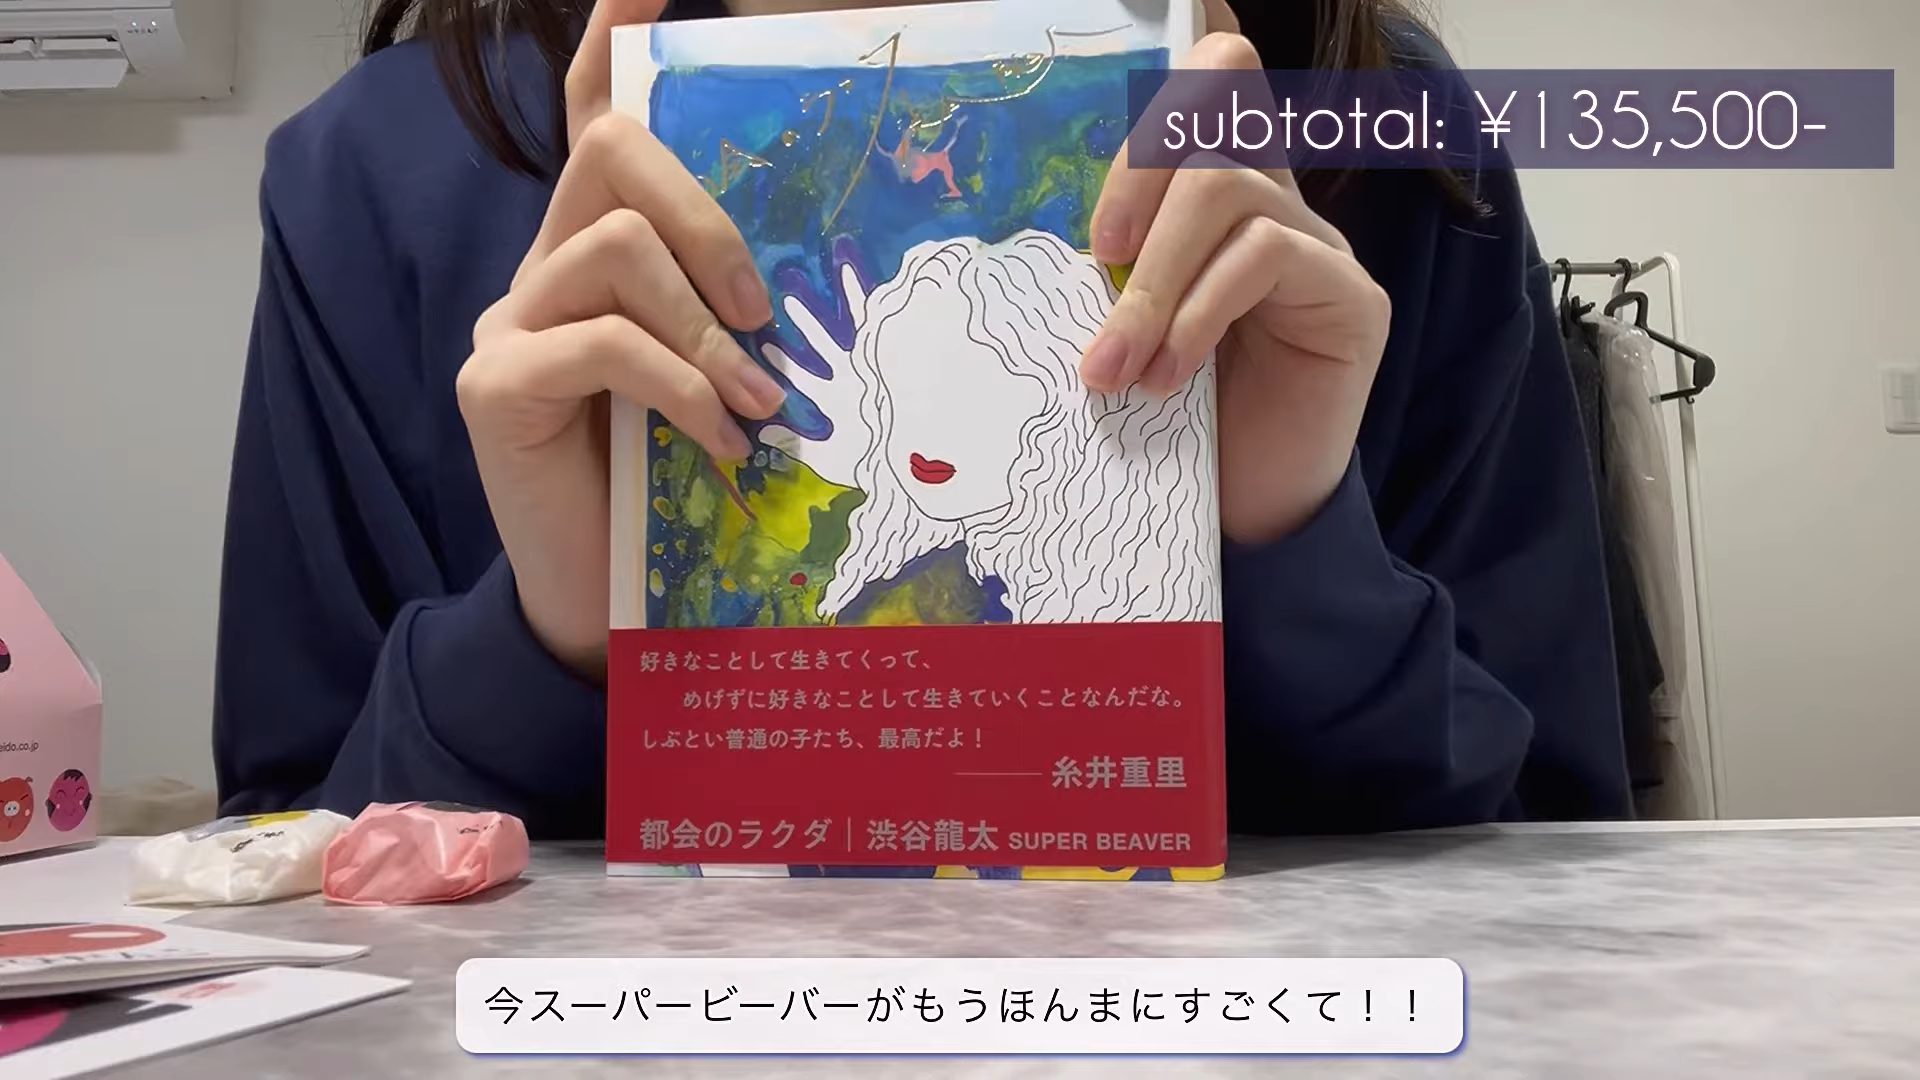 subtotal: ¥135,500-
好きなことして生きてくって、
めげずに好きなことして生きていくことなんだな。
しぶとい普通の子たち、最高だよ！
糸井重里
都会のラクダ｜渋谷龍太 SUPER BEAVER
eido.co.jp
今スーパービーバーがもうほんまにすごくて！！